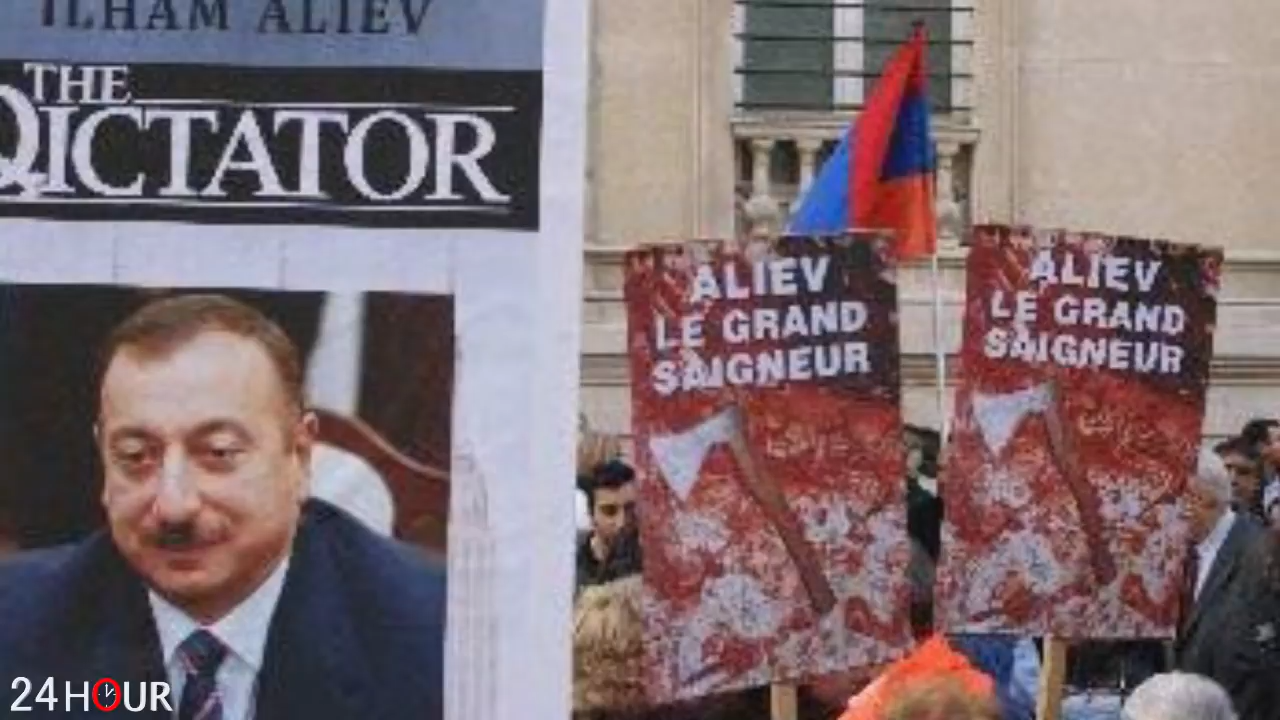 ILHAM ALIEV
THE
DICTATOR
ALIEV
LE GRAND
SAIGNEUR
ALIEV
LE GRAND
SAIGNEUR
24HOUR